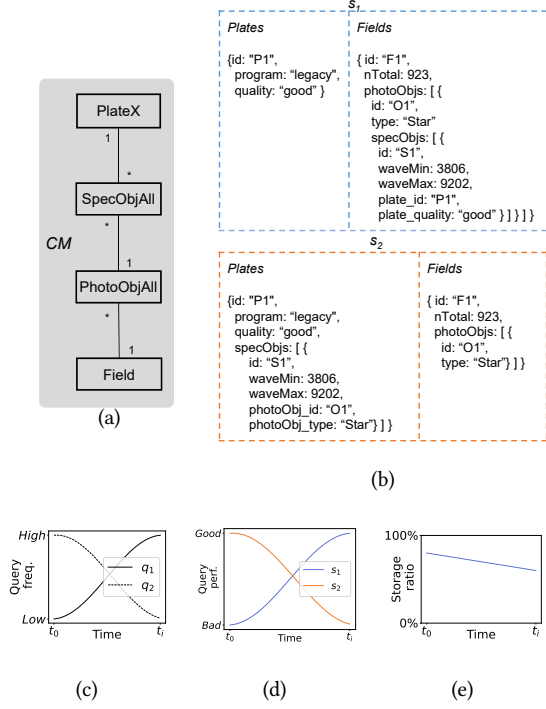 PlateX
1
*
SpecObjAll
*
CM
1
PhotoObjAll
*
1
Field
(a)
s1
Plates
{id: "P1",
program: “legacy”,
quality: “good” }
Fields
{ id: “F1”,
nTotal: 923,
photoObjs: [ {
id: “O1”,
type: “Star”
specObjs: [ {
id: “S1”,
waveMin: 3806,
waveMax: 9202,
plate_id: “P1”,
plate_quality: “good” } ] } ] }
s2
Plates
{id: "P1",
program: “legacy”,
quality: “good”,
specObjs: [ {
id: “S1”,
waveMin: 3806,
waveMax: 9202,
photoObj_id: “O1”,
photoObj_type: “Star”} ] }
Fields
{ id: “F1”,
nTotal: 923,
photoObjs: [ {
id: “O1”,
type: “Star”} ] }
(b)
High
Low
Query
freq.
q1
q2
t0
Time
ti
(c)
Good
Bad
Query
perf.
s1
s2
t0
Time
ti
(d)
100%
0%
Storage
ratio
t0
Time
ti
(e)